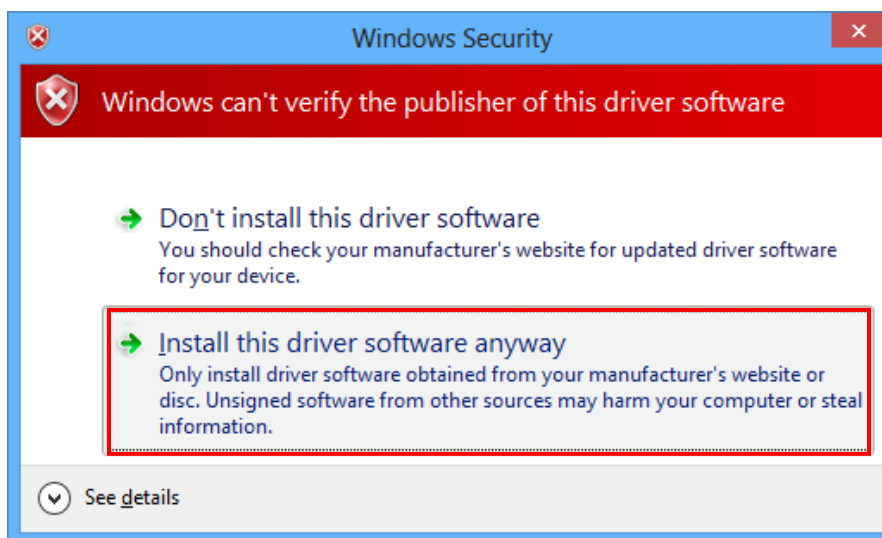 Windows Security
Windows can't verify the publisher of this driver software
Don't install this driver software
You should check your manufacturer's website for updated driver software
for your device.
Install this driver software anyway
Only install driver software obtained from your manufacturer's website or
disc. Unsigned software from other sources may harm your computer or steal
information.
See details